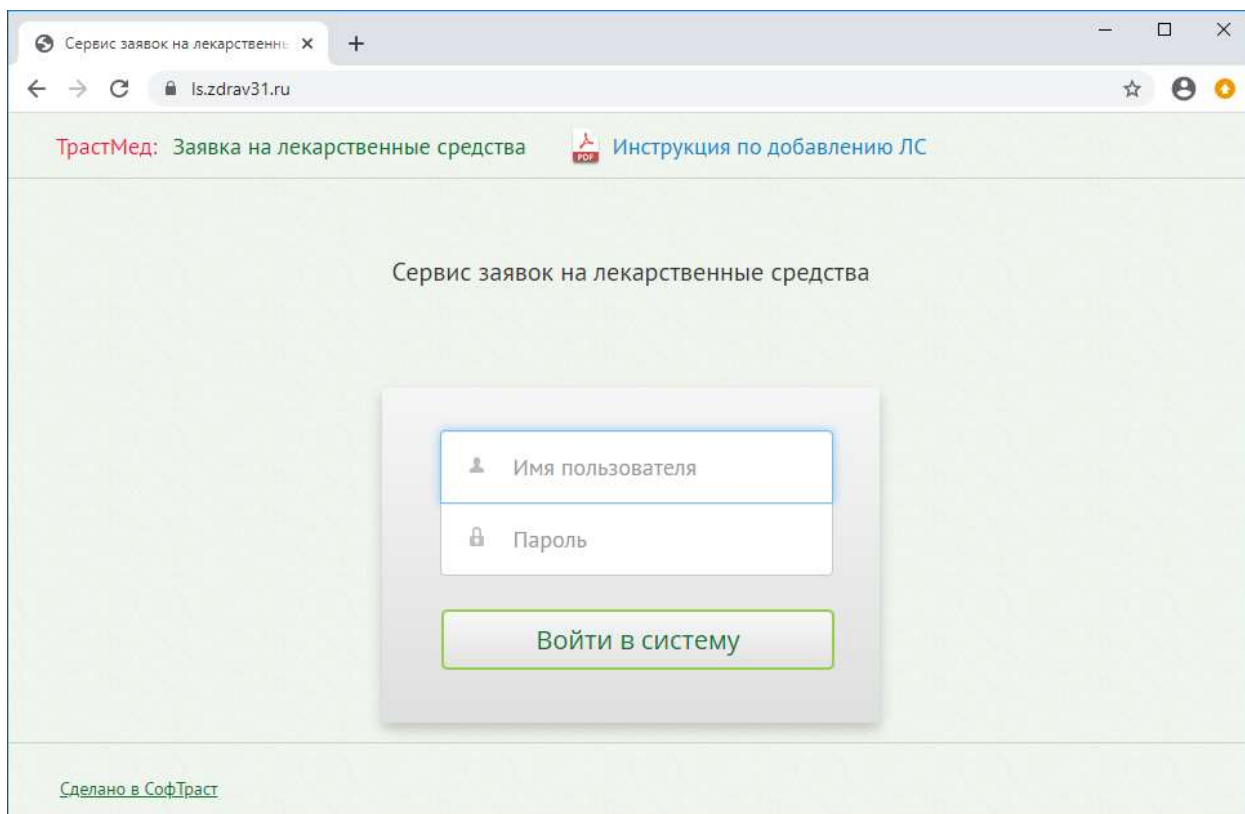 Сервис заявок на лекарственнь
ls.zdrav31.ru
ТрастМед: Заявка на лекарственные средства
PDF
Инструкция по добавлению ЛС
Сервис заявок на лекарственные средства
Имя пользователя
Пароль
Войти в систему
Сделано в СофТраст